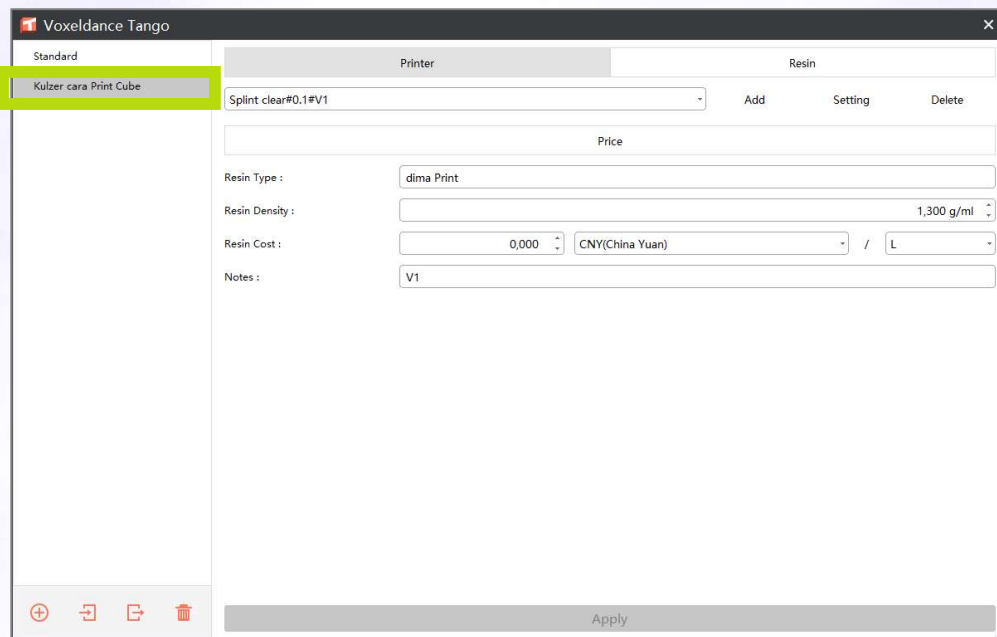 Voxeldance Tango
Standard
Kulzer cara Print Cube
Printer Resin
Splint clear#0.1#V1 Add Setting Delete
Price
Resin Type : dima Print
Resin Density : 1,300 g/ml
Resin Cost : 0,000 CNY(China Yuan) / L
Notes : V1
Apply